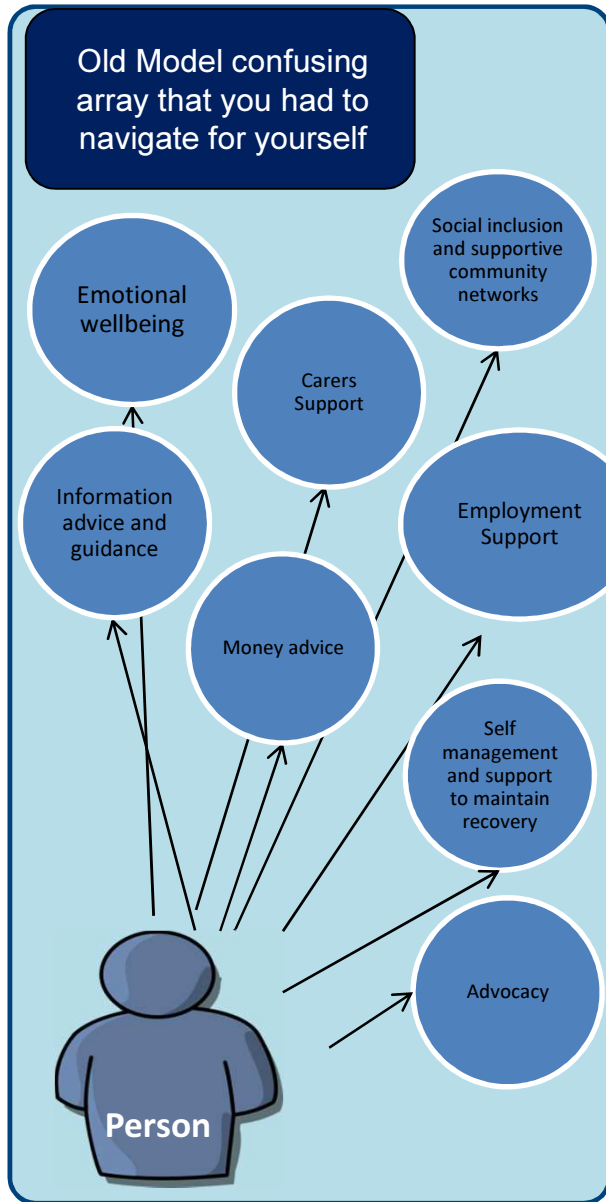 Old Model confusing
array that you had to
navigate for yourself
Social inclusion
and supportive
community
networks
Emotional
wellbeing
Carers
Support
Information
advice and
guidance
Employment
Support
Money advice
Self
management
and support
to maintain
recovery
Advocacy
Person